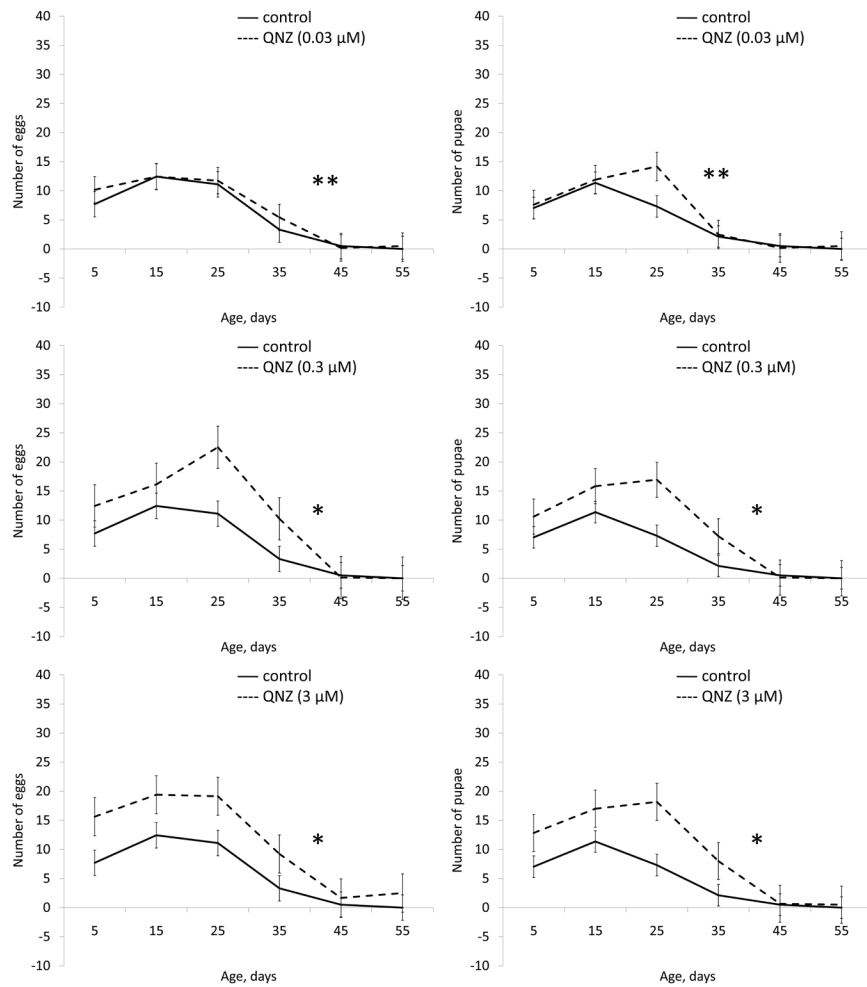 control
QNZ (0.03 µM)
Number of eggs
40
35
30
25
20
15
10
5
0
-5
-10
**
5 15 25 35 45 55
Age, days
control
QNZ (0.03 µM)
Number of pupae
40
35
30
25
20
15
10
5
0
-5
-10
**
5 15 25 35 45 55
Age, days
control
QNZ (0.3 µM)
Number of eggs
40
35
30
25
20
15
10
5
0
-5
-10
*
5 15 25 35 45 55
Age, days
control
QNZ (0.3 µM)
Number of pupae
40
35
30
25
20
15
10
5
0
-5
-10
*
5 15 25 35 45 55
Age, days
control
QNZ (3 µM)
Number of eggs
40
35
30
25
20
15
10
5
0
-5
-10
*
5 15 25 35 45 55
Age, days
control
QNZ (3 µM)
Number of pupae
40
35
30
25
20
15
10
5
0
-5
-10
*
5 15 25 35 45 55
Age, days